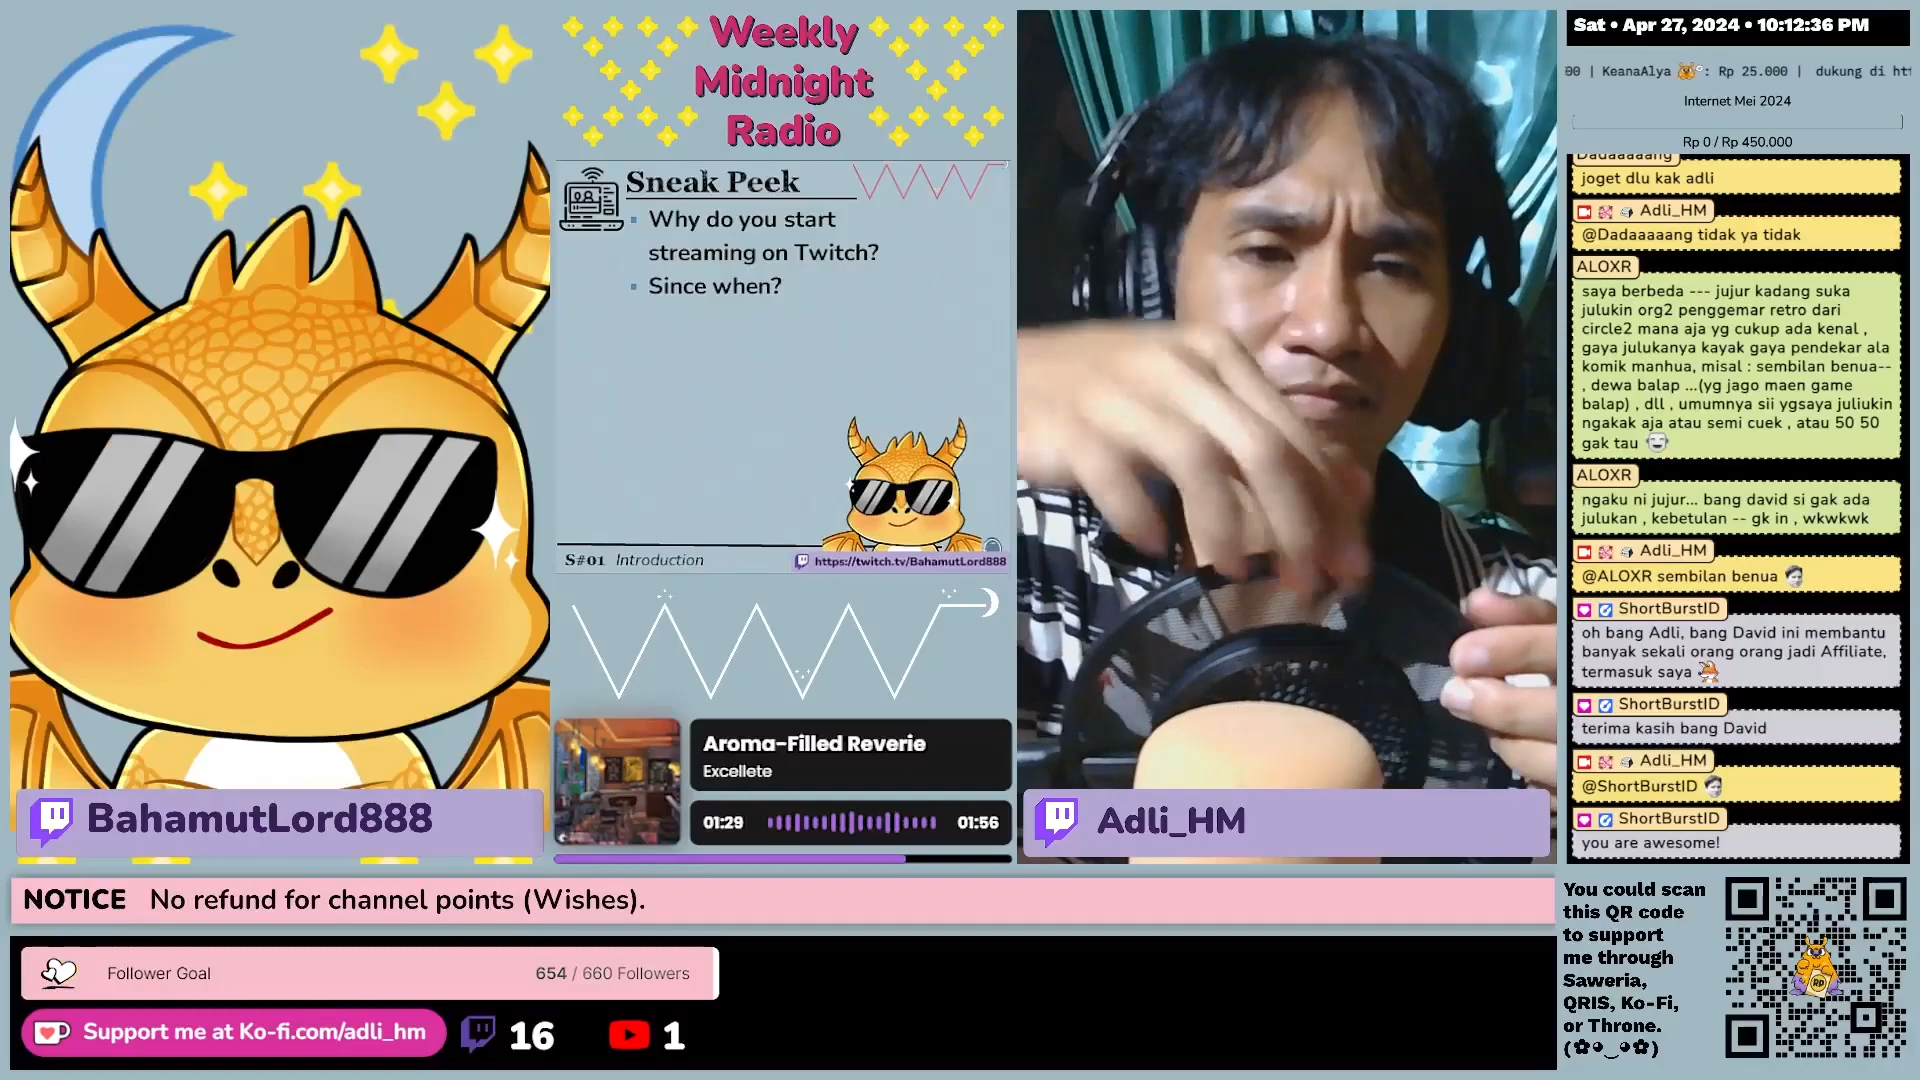 Weekly
Midnight
Radio
Sneak Peek
Why do you start
streaming on Twitch?
Since when?
S#01 Introduction
https://twitch.tv/BahamutLord888
Aroma-Filled Reverie
Excellete
01:29
01:56
BahamutLord888
Adli_HM
Sat • Apr 27, 2024 • 10:12:36 PM
00 | KeanaAlya : Rp 25.000 | dukung di htt
Internet Mei 2024
Rp 0 / Rp 450.000
Dadaaaaang
joget dlu kak adli
Adli_HM
@Dadaaaaang tidak ya tidak
ALOXR
saya berbeda --- jujur kadang suka
julukin org2 penggemar retro dari
circle2 mana aja yg cukup ada kenal ,
gaya julukanya kayak gaya pendekar ala
komik manhua, misal : sembilan benua--
, dewa balap ...(yg jago maen game
balap) , dll , umumnya sii ygsaya juliukin
ngakak aja atau semi cuek , atau 50 50
gak tau
ALOXR
ngaku ni jujur... bang david si gak ada
julukan , kebetulan -- gk in , wkwkwk
Adli_HM
@ALOXR sembilan benua
ShortBurstID
oh bang Adli, bang David ini membantu
banyak sekali orang orang jadi Affiliate,
termasuk saya
ShortBurstID
terima kasih bang David
Adli_HM
@ShortBurstID
ShortBurstID
you are awesome!
NOTICE No refund for channel points (Wishes).
Follower Goal
654 / 660 Followers
Support me at Ko-fi.com/adli_hm
16
1
You could scan
this QR code
to support
me through
Saweria,
QRIS, Ko-Fi,
or Throne.
(✿◕‿◕✿)
RP